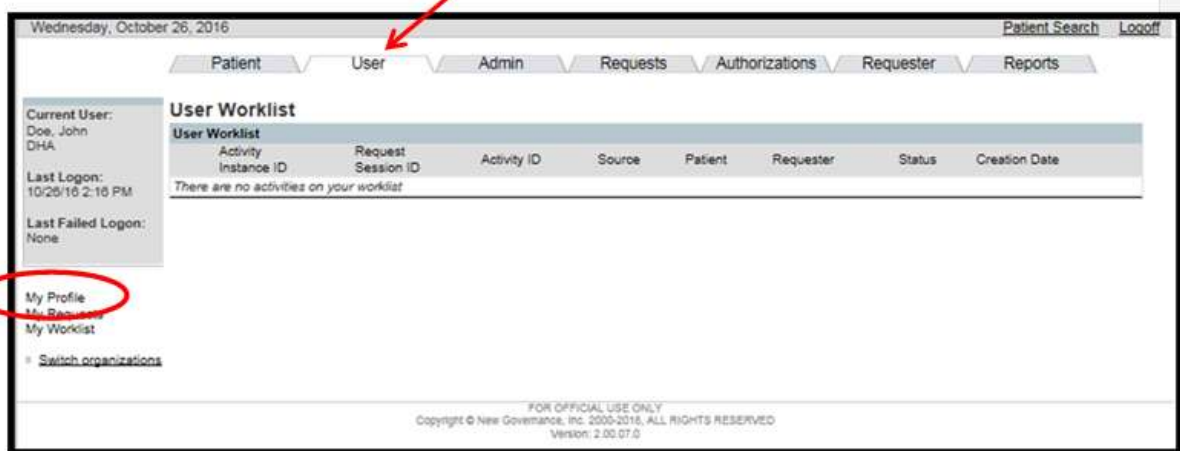 Wednesday, October 26, 2016 Patient Search Logoff
Patient User Admin Requests Authorizations Requester Reports
Current User:
Doe, John
DHA
Last Logon:
10/26/16 2:16 PM
Last Failed Logon:
None
My Profile
My Requests
My Worklist
Switch organizations
User Worklist
User Worklist
Activity Instance ID Request Session ID Activity ID Source Patient Requester Status Creation Date
There are no activities on your worklist
FOR OFFICIAL USE ONLY
Copyright © New Governance, Inc. 2000-2016, ALL RIGHTS RESERVED
Version: 2.00.07.0